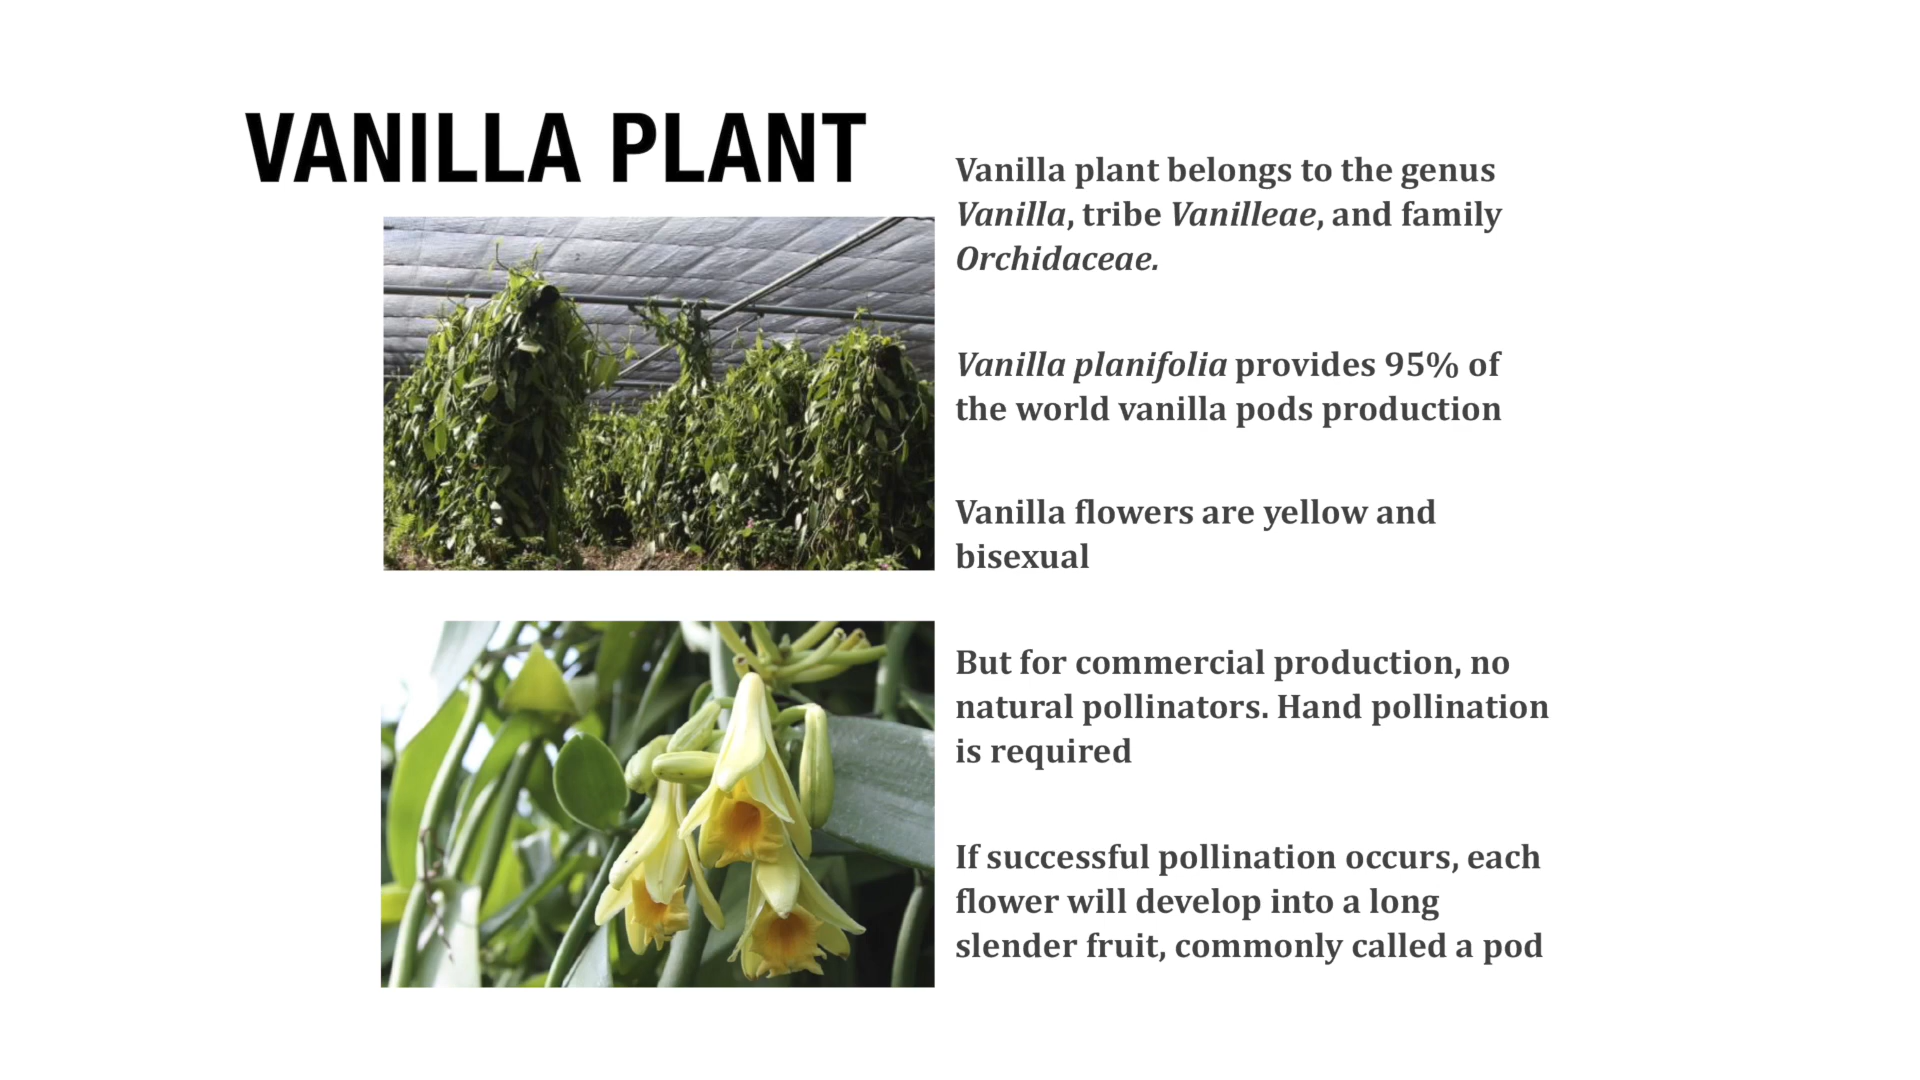 VANILLA PLANT
Vanilla plant belongs to the genus
Vanilla, tribe Vanilleae, and family
Orchidaceae.
Vanilla planifolia provides 95% of
the world vanilla pods production
Vanilla flowers are yellow and
bisexual
But for commercial production, no
natural pollinators. Hand pollination
is required
If successful pollination occurs, each
flower will develop into a long
slender fruit, commonly called a pod